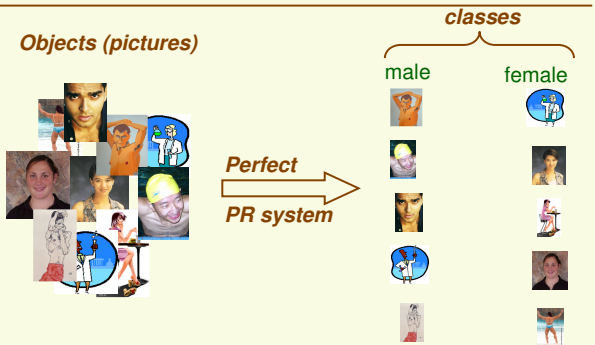 classes
Objects (pictures)
male
female
Perfect
PR system